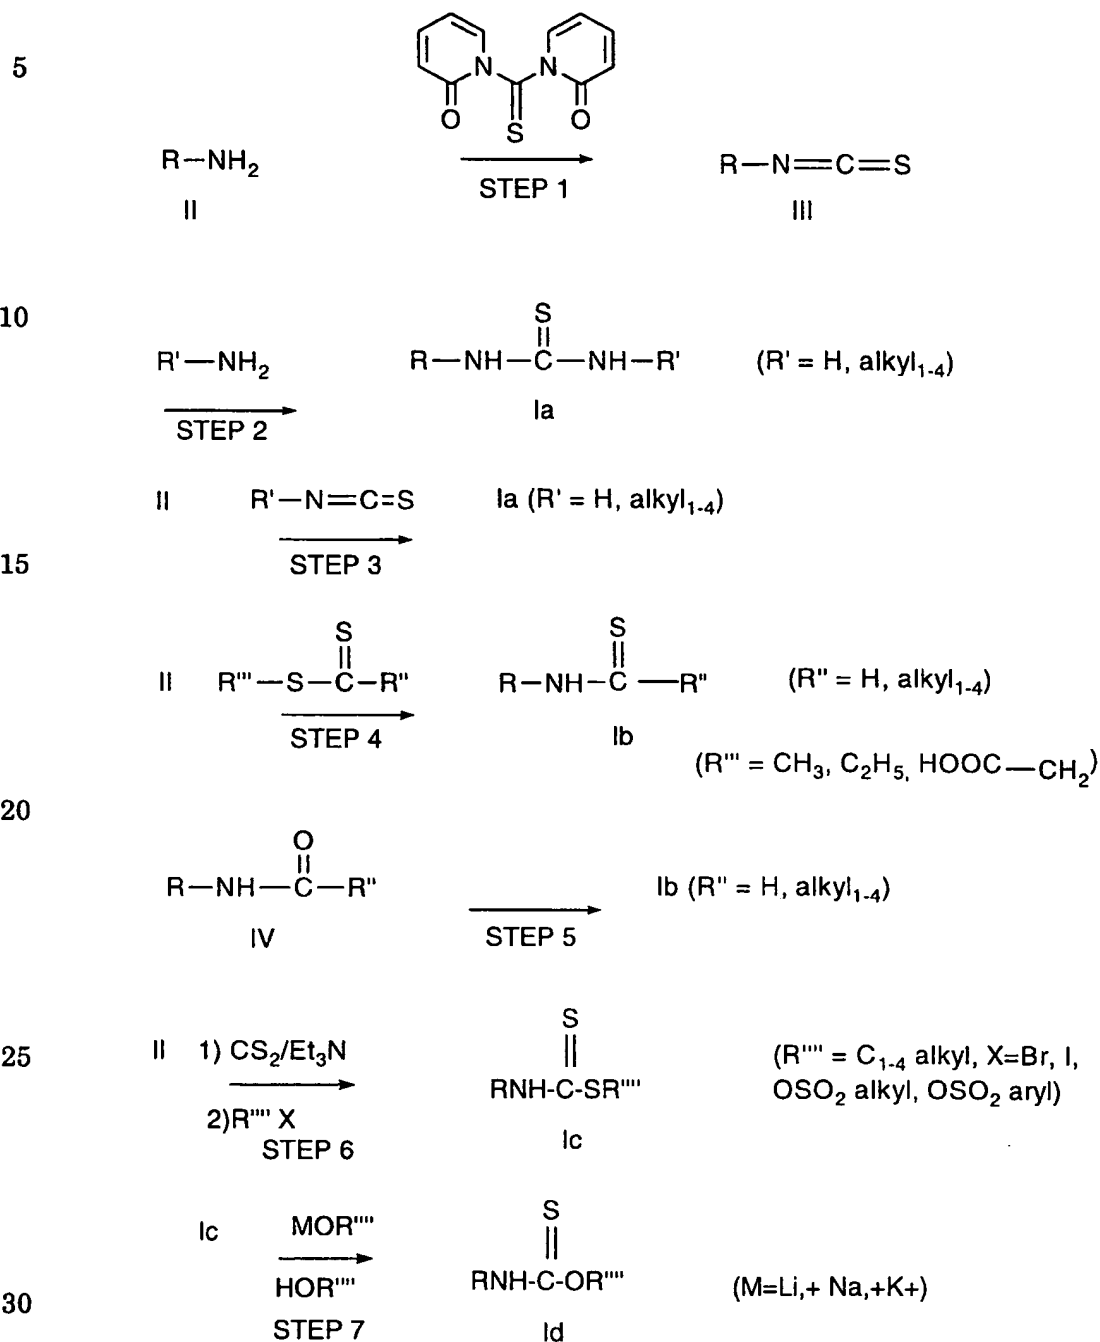 5
N N
O S O
R—NH₂ STEP 1 R—N=C=S
II III
10
S
R'—NH₂ R—NH—C—NH—R' (R' = H, alkyl₁₋₄)
STEP 2 Ia
II R'—N=C=S Ia (R' = H, alkyl₁₋₄)
15 STEP 3
S S
II R'''—S—C—R'' R—NH—C—R'' (R'' = H, alkyl₁₋₄)
STEP 4 Ib
(R''' = CH₃, C₂H₅, HOOC—CH₂)
20
O
R—NH—C—R'' Ib (R'' = H, alkyl₁₋₄)
IV STEP 5
S
25 II 1) CS₂/Et₃N (R'''' = C₁₋₄ alkyl, X=Br, I,
RNH-C-SR'''' OSO₂ alkyl, OSO₂ aryl)
2)R'''' X
STEP 6 Ic
S
Ic MOR''''
HOR'''' RNH-C-OR'''' (M=Li,+ Na,+K+)
30
STEP 7 Id